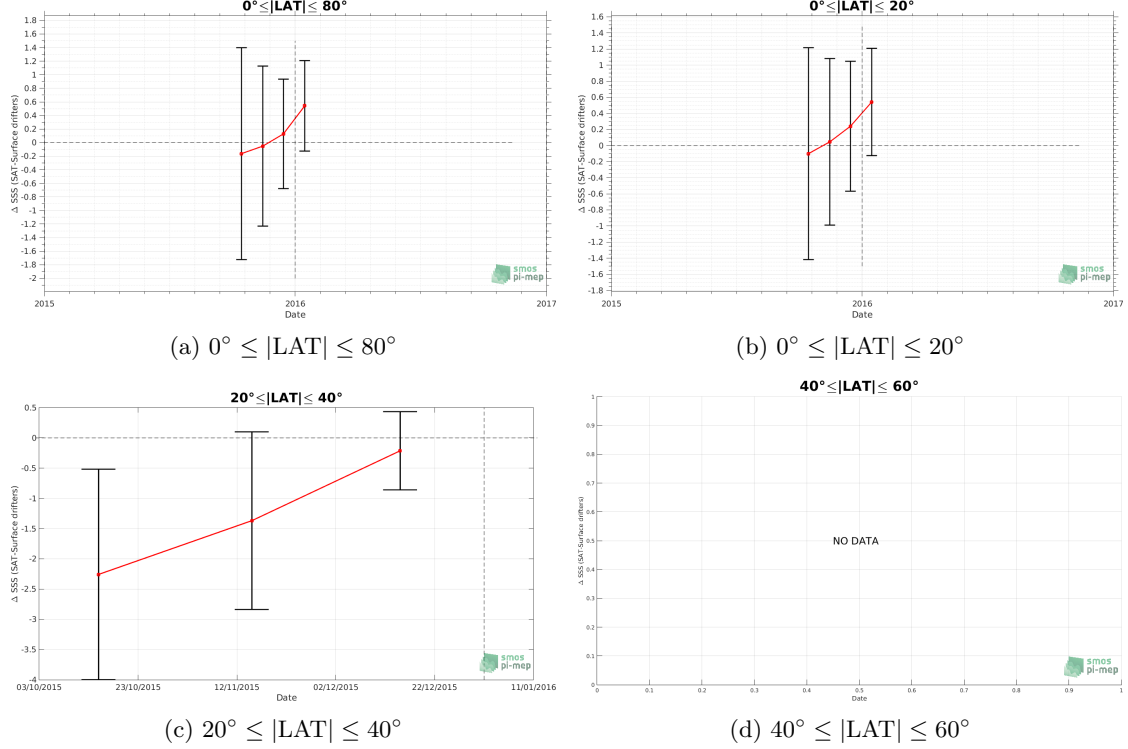 0°≤|LAT|≤ 80°
Δ SSS (SAT-Surface drifters)
1.8
1.6
1.4
1.2
1
0.8
0.6
0.4
0.2
0
-0.2
-0.4
-0.6
-0.8
-1
-1.2
-1.4
-1.6
-1.8
-2
smos
pi-mep
2015 2016 2017
Date
(a) 0° ≤ |LAT| ≤ 80°
0°≤|LAT|≤ 20°
Δ SSS (SAT-Surface drifters)
1.6
1.4
1.2
1
0.8
0.6
0.4
0.2
0
-0.2
-0.4
-0.6
-0.8
-1
-1.2
-1.4
-1.6
-1.8
smos
pi-mep
2015 2016 2017
Date
(b) 0° ≤ |LAT| ≤ 20°
20°≤|LAT|≤ 40°
Δ SSS (SAT-Surface drifters)
0.5
0
-0.5
-1
-1.5
-2
-2.5
-3
-3.5
-4
smos
pi-mep
03/10/2015 23/10/2015 12/11/2015 02/12/2015 22/12/2015 11/01/2016
Date
(c) 20° ≤ |LAT| ≤ 40°
40°≤|LAT|≤ 60°
Δ SSS (SAT-Surface drifters)
1
0.9
0.8
0.7
0.6
0.5
0.4
0.3
0.2
0.1
0
NO DATA
smos
pi-mep
0 0.1 0.2 0.3 0.4 0.5 0.6 0.7 0.8 0.9 1
Date
(d) 40° ≤ |LAT| ≤ 60°